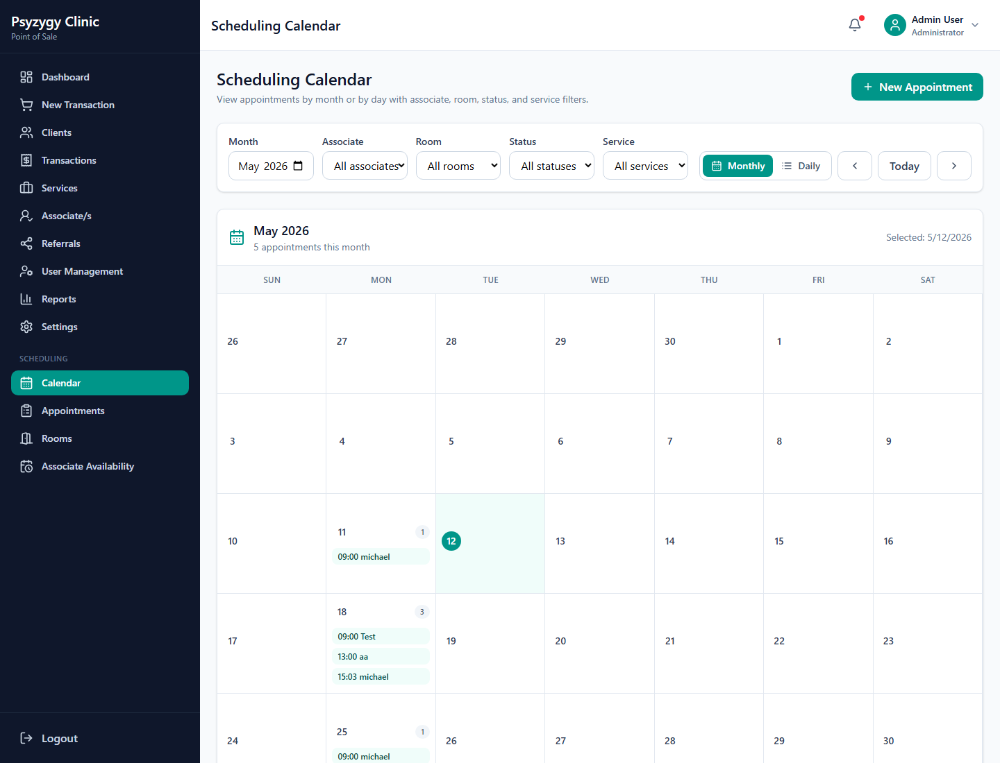 Psyzygy Clinic
Point of Sale
Dashboard
New Transaction
Clients
Transactions
Services
Associate/s
Referrals
User Management
Reports
Settings
SCHEDULING
Calendar
Appointments
Rooms
Associate Availability
Logout
Scheduling Calendar
Admin User
Administrator
Scheduling Calendar
View appointments by month or by day with associate, room, status, and service filters.
+ New Appointment
Month Associate Room Status Service
May 2026 All associates All rooms All statuses All services Monthly Daily Today
May 2026
5 appointments this month
Selected: 5/12/2026
SUN MON TUE WED THU FRI SAT
26 27 28 29 30 1 2
3 4 5 6 7 8 9
10 11 1 12 13 14 15 16
09:00 michael
17 18 3 19 20 21 22 23
09:00 Test
13:00 aa
15:03 michael
24 25 1 26 27 28 29 30
09:00 michael